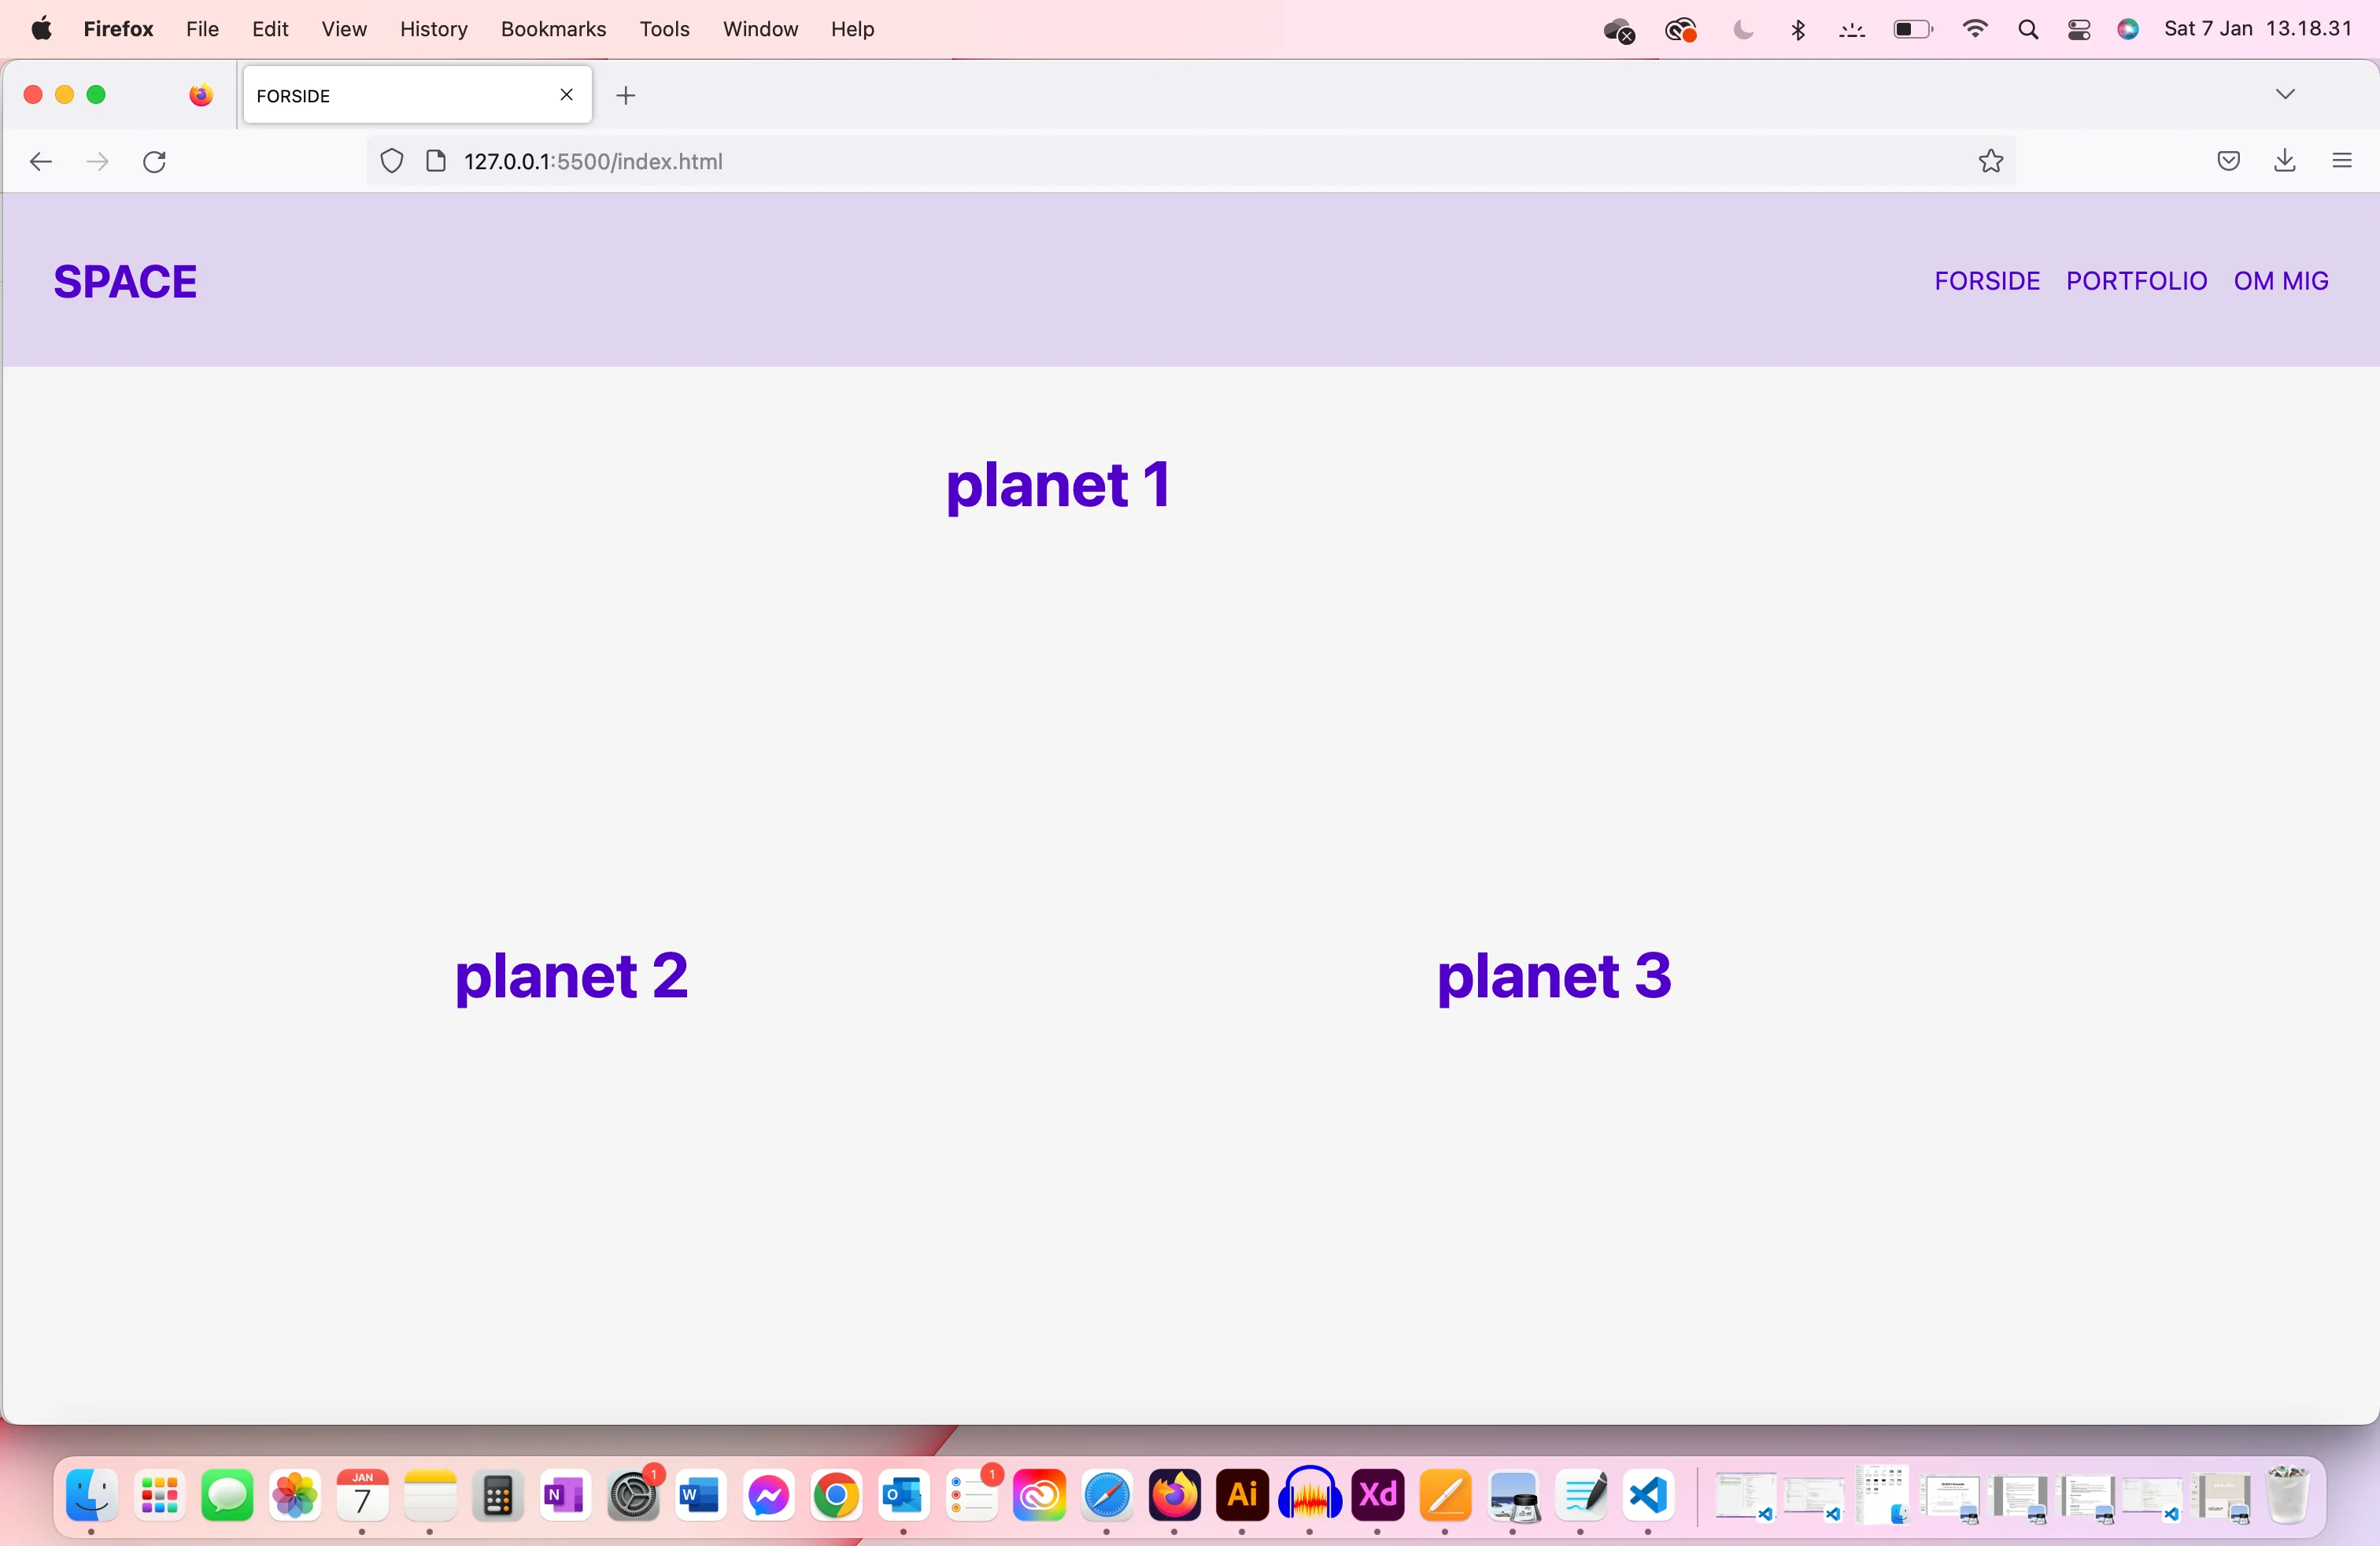 Firefox File Edit View History Bookmarks Tools Window Help Sat 7 Jan 13.18.31
FORSIDE
127.0.0.1:5500/index.html
SPACE FORSIDE PORTFOLIO OM MIG
planet 1
planet 2 planet 3
JAN
7
N
1
W
O
1
Ai
Xd